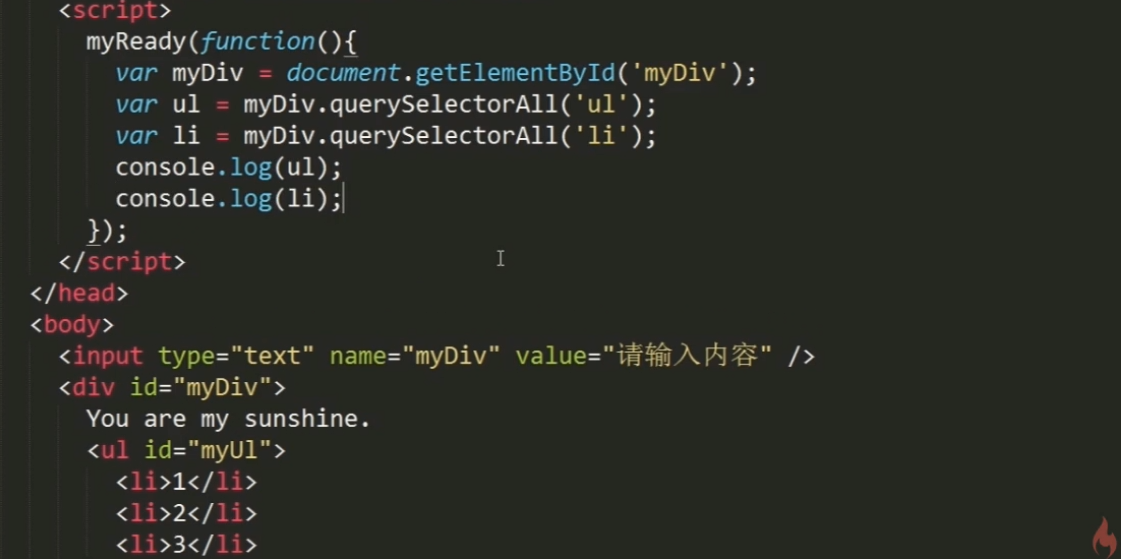 <script>
myReady(function(){
var myDiv = document.getElementById('myDiv');
var ul = myDiv.querySelectorAll('ul');
var li = myDiv.querySelectorAll('li');
console.log(ul);
console.log(li);
});
</script>
</head>
<body>
<input type="text" name="myDiv" value="请输入内容" />
<div id="myDiv">
You are my sunshine.
<ul id="myUl">
<li>1</li>
<li>2</li>
<li>3</li>